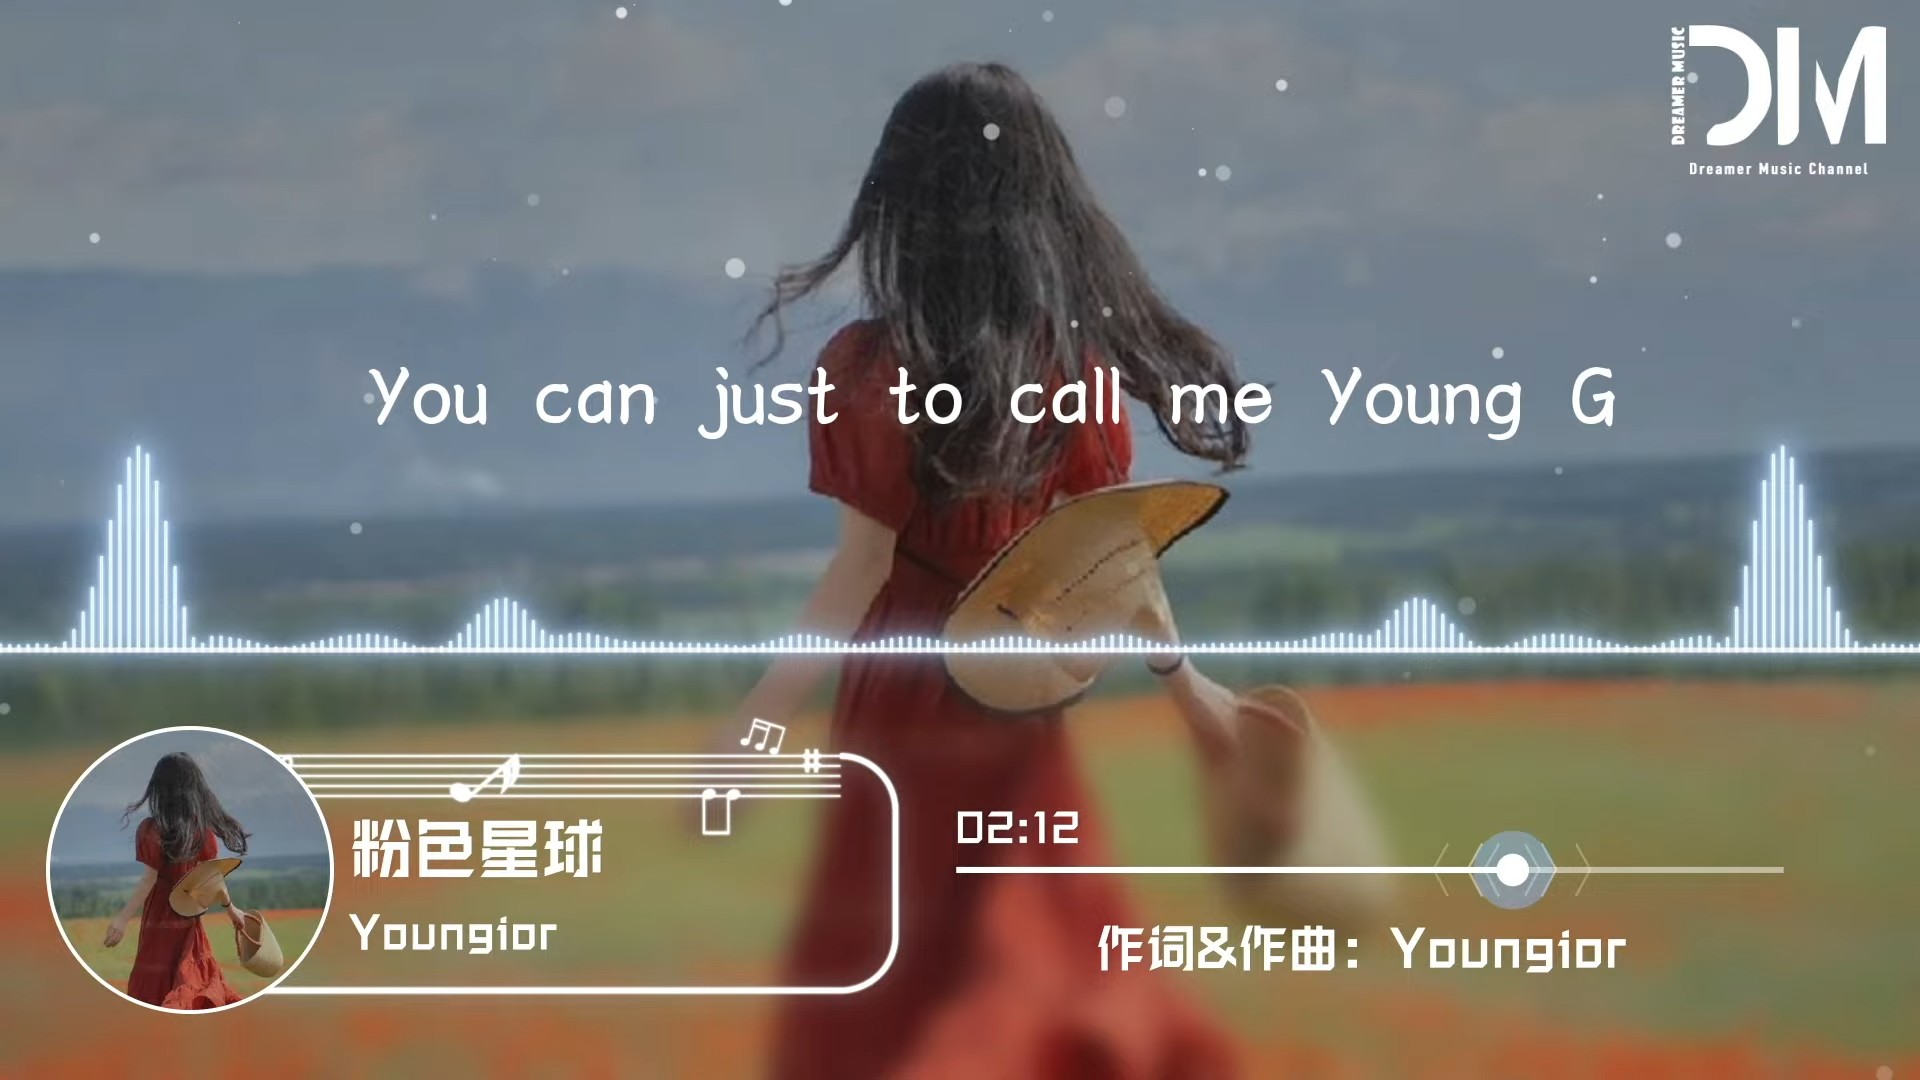 DREAMER MUSIC
DM
Dreamer Music Channel
You can just to call me Young G
粉色星球
Youngior
02:12
作词&作曲：Youngior